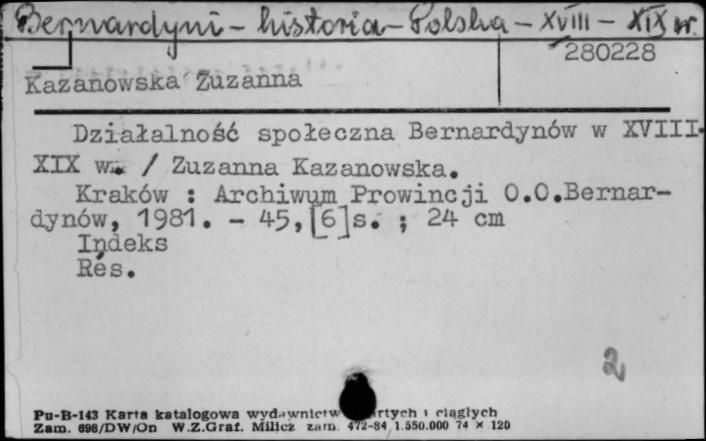 Bernardyni - historia - Polska - XVIII - XIX w.
280228
Kazanowska Zuzanna
Działalność społeczna Bernardynów w XVIII-
XIX w. / Zuzanna Kazanowska.
Kraków : Archiwum Prowincji O.O.Bernar-
dynów, 1981. - 45,[6]s. ; 24 cm
Indeks
Rés.
2
Pu-B-143 Karta katalogowa wydawnictw ciągłych
Zam. 698/DW/On W.Z.Graf. Milicz zam. 472-84 1.550.000 74 × 120